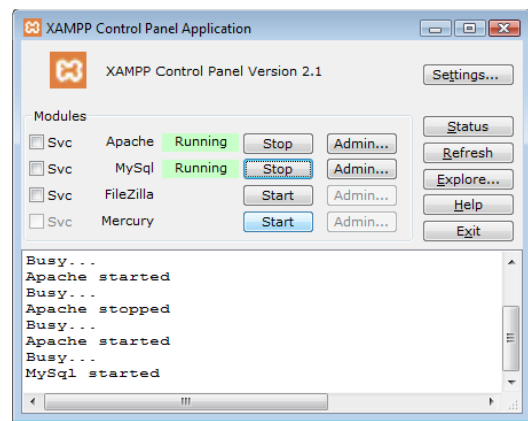 XAMPP Control Panel Application
XAMPP Control Panel Version 2.1
Settings...
Modules
Svc Apache Running Stop Admin...
Svc MySql Running Stop Admin...
Svc FileZilla Start Admin...
Svc Mercury Start Admin...
Status
Refresh
Explore...
Help
Exit
Busy...
Apache started
Busy...
Apache stopped
Busy...
Apache started
Busy...
MySql started